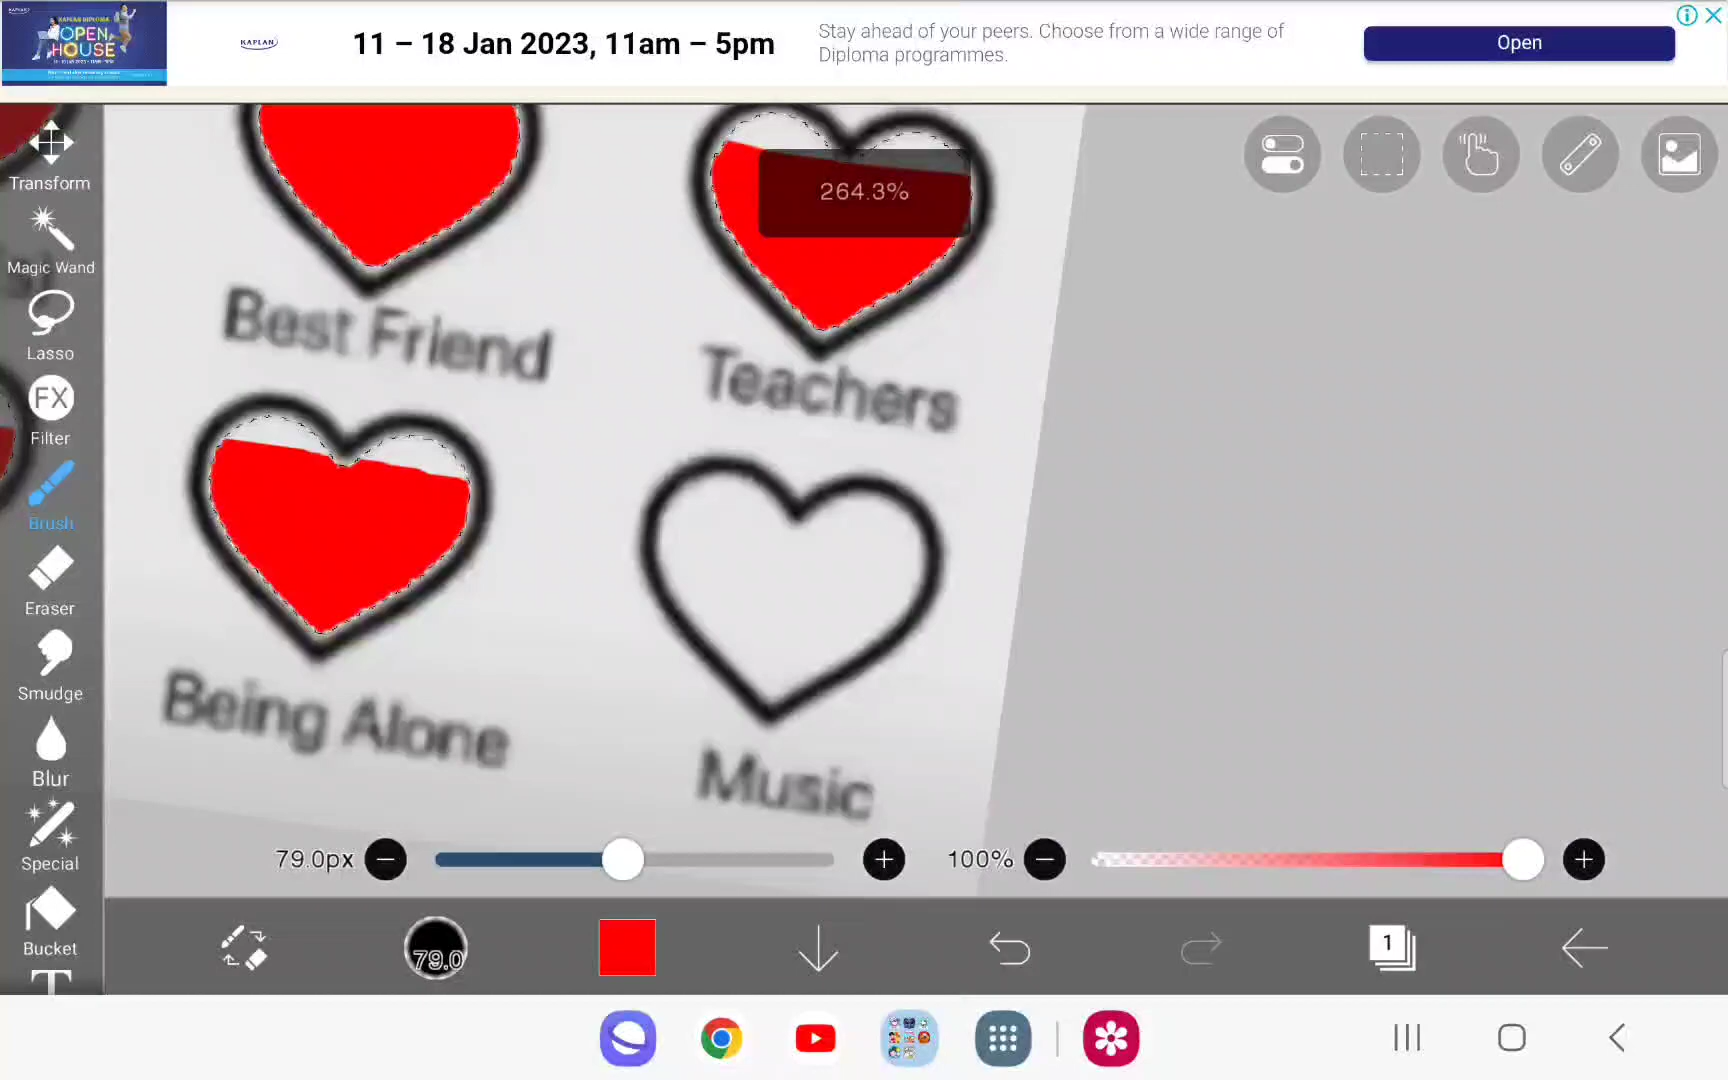 KAPLAN DIPLOMA
OPEN
HOUSE
KAPLAN
11 – 18 Jan 2023, 11am – 5pm
Stay ahead of your peers. Choose from a wide range of
Diploma programmes.
Open
Transform
Magic Wand
Lasso
FX
Filter
Brush
Eraser
Smudge
Blur
Special
Bucket
T
264.3%
Best Friend
Teachers
Being Alone
Music
79.0px
100%
79.0
1